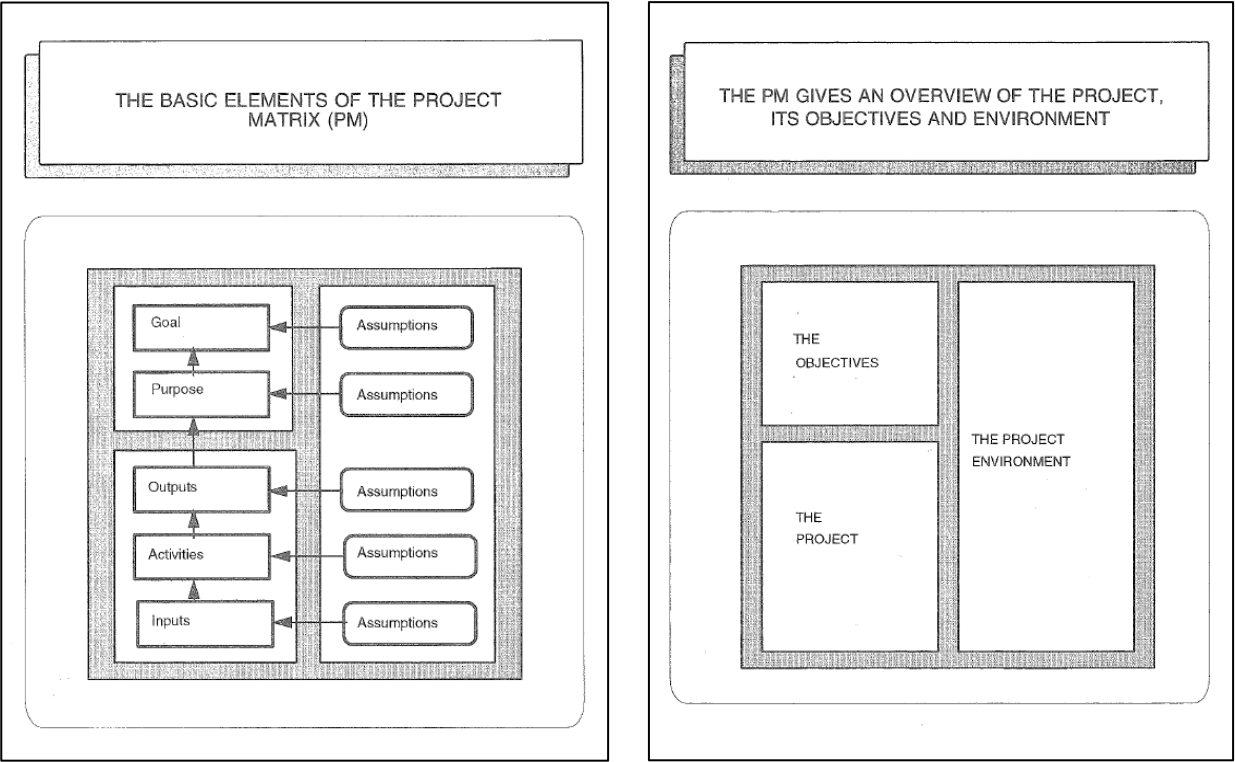 THE BASIC ELEMENTS OF THE PROJECT
MATRIX (PM)
Goal
Assumptions
Purpose
Assumptions
Outputs
Assumptions
Activities
Assumptions
Inputs
Assumptions
THE PM GIVES AN OVERVIEW OF THE PROJECT,
ITS OBJECTIVES AND ENVIRONMENT
THE
OBJECTIVES
THE PROJECT
ENVIRONMENT
THE
PROJECT